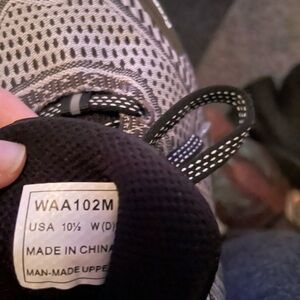 WAA102M
USA 10½ W(D)
MADE IN CHINA
MAN-MADE UPPE